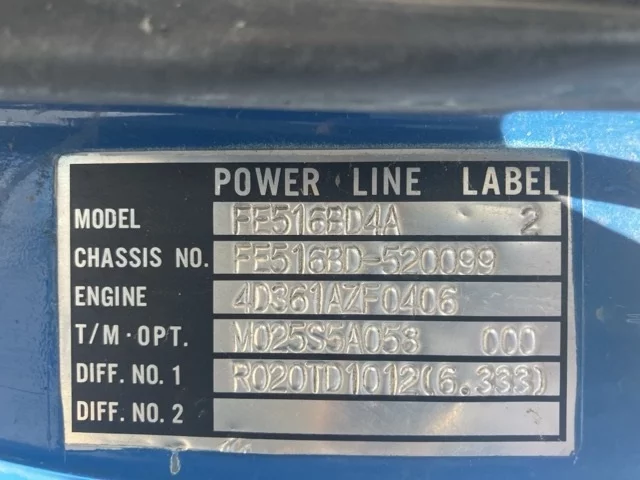 POWER LINE LABEL
MODEL FE516BD4A 2
CHASSIS NO. FE516BD-520099
ENGINE 4D361AZF0406
T/M·OPT. M025S5A053 000
DIFF. NO. 1 R020TD1012(6.333)
DIFF. NO. 2